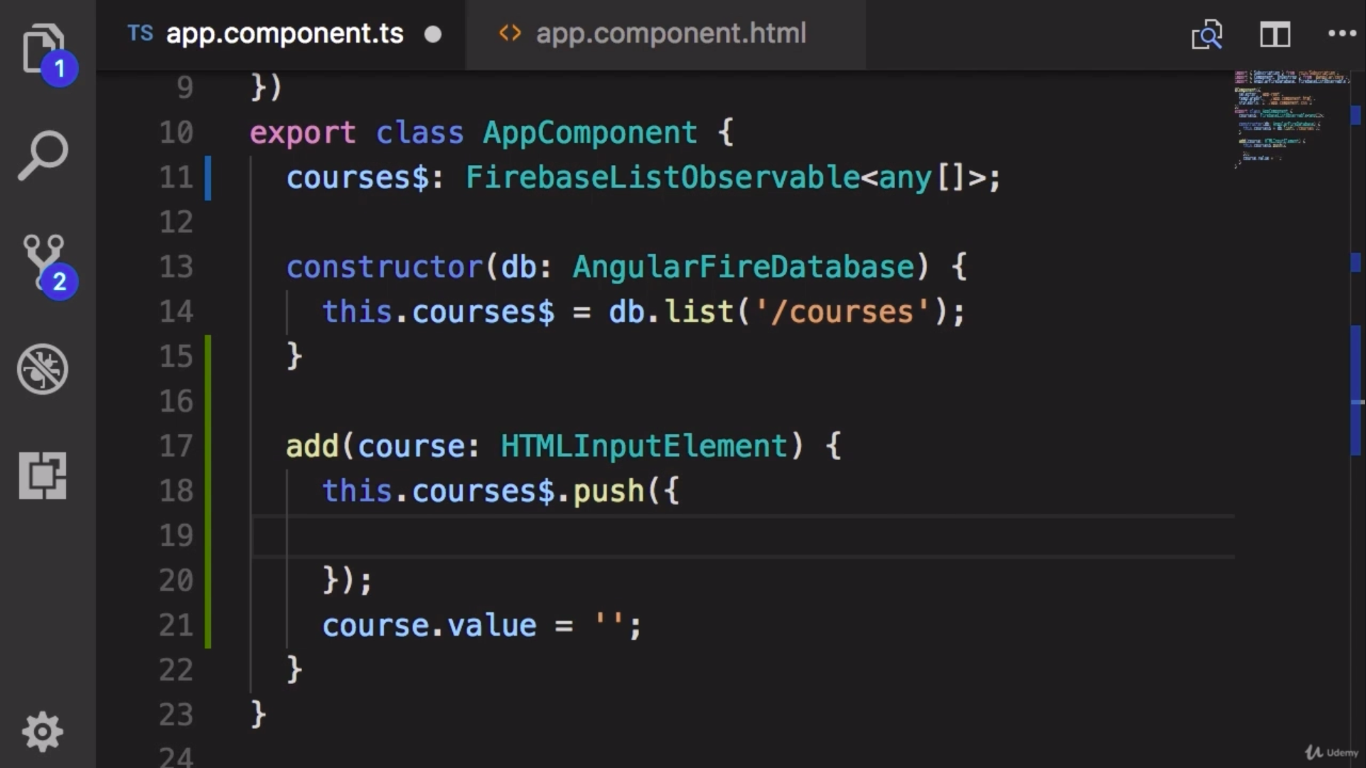 TS app.component.ts ● <> app.component.html
1
2
9 })
10 export class AppComponent {
11 courses$: FirebaseListObservable<any[]>;
12
13 constructor(db: AngularFireDatabase) {
14 this.courses$ = db.list('/courses');
15 }
16
17 add(course: HTMLInputElement) {
18 this.courses$.push({
19
20 });
21 course.value = '';
22 }
23 }
24
Udemy